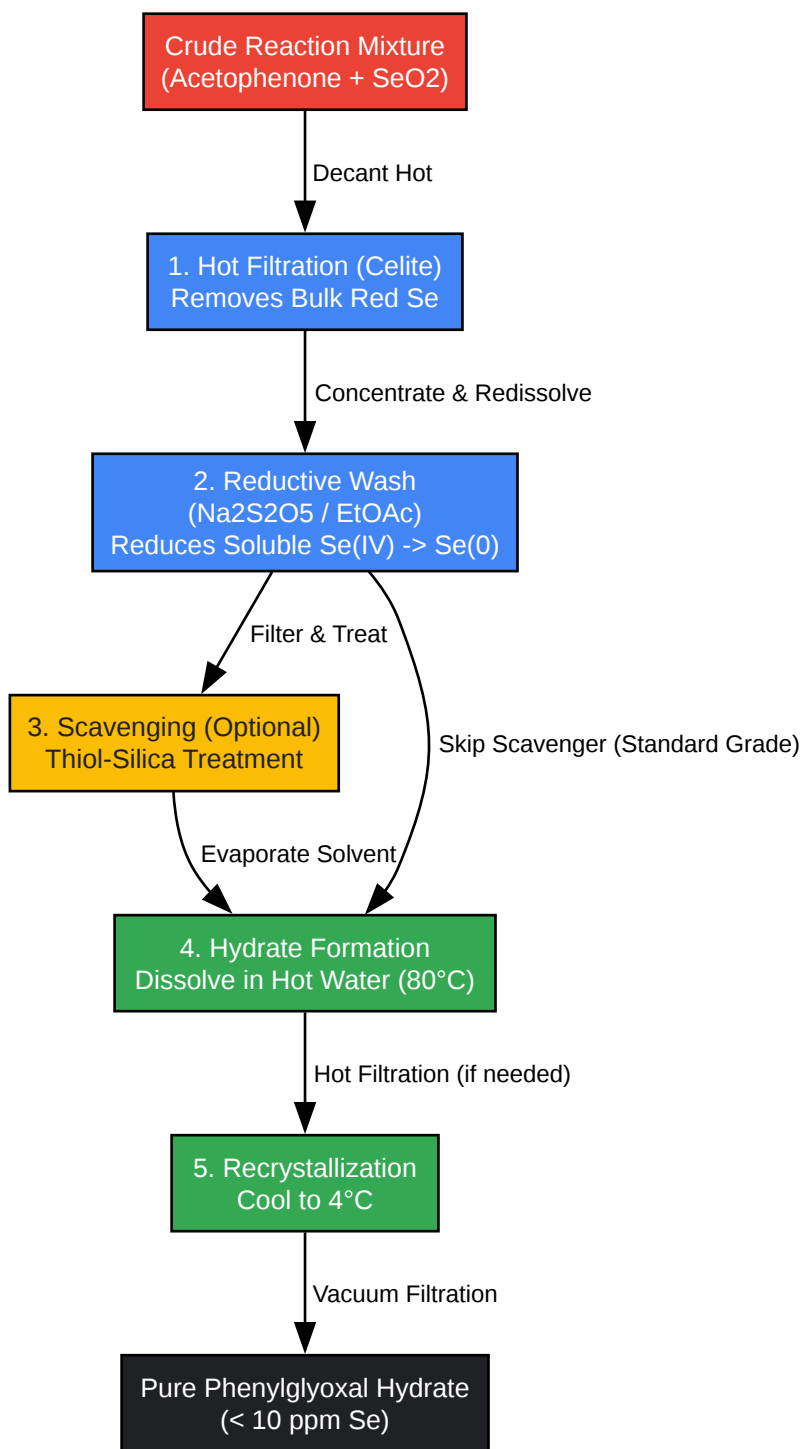 Crude Reaction Mixture
(Acetophenone + SeO2)
Decant Hot
1. Hot Filtration (Celite)
Removes Bulk Red Se
Concentrate & Redissolve
2. Reductive Wash
(Na2S2O5 / EtOAc)
Reduces Soluble Se(IV) -> Se(0)
Filter & Treat
3. Scavenging (Optional)
Thiol-Silica Treatment
Skip Scavenger (Standard Grade)
Evaporate Solvent
4. Hydrate Formation
Dissolve in Hot Water (80°C)
Hot Filtration (if needed)
5. Recrystallization
Cool to 4°C
Vacuum Filtration
Pure Phenylglyoxal Hydrate
(< 10 ppm Se)